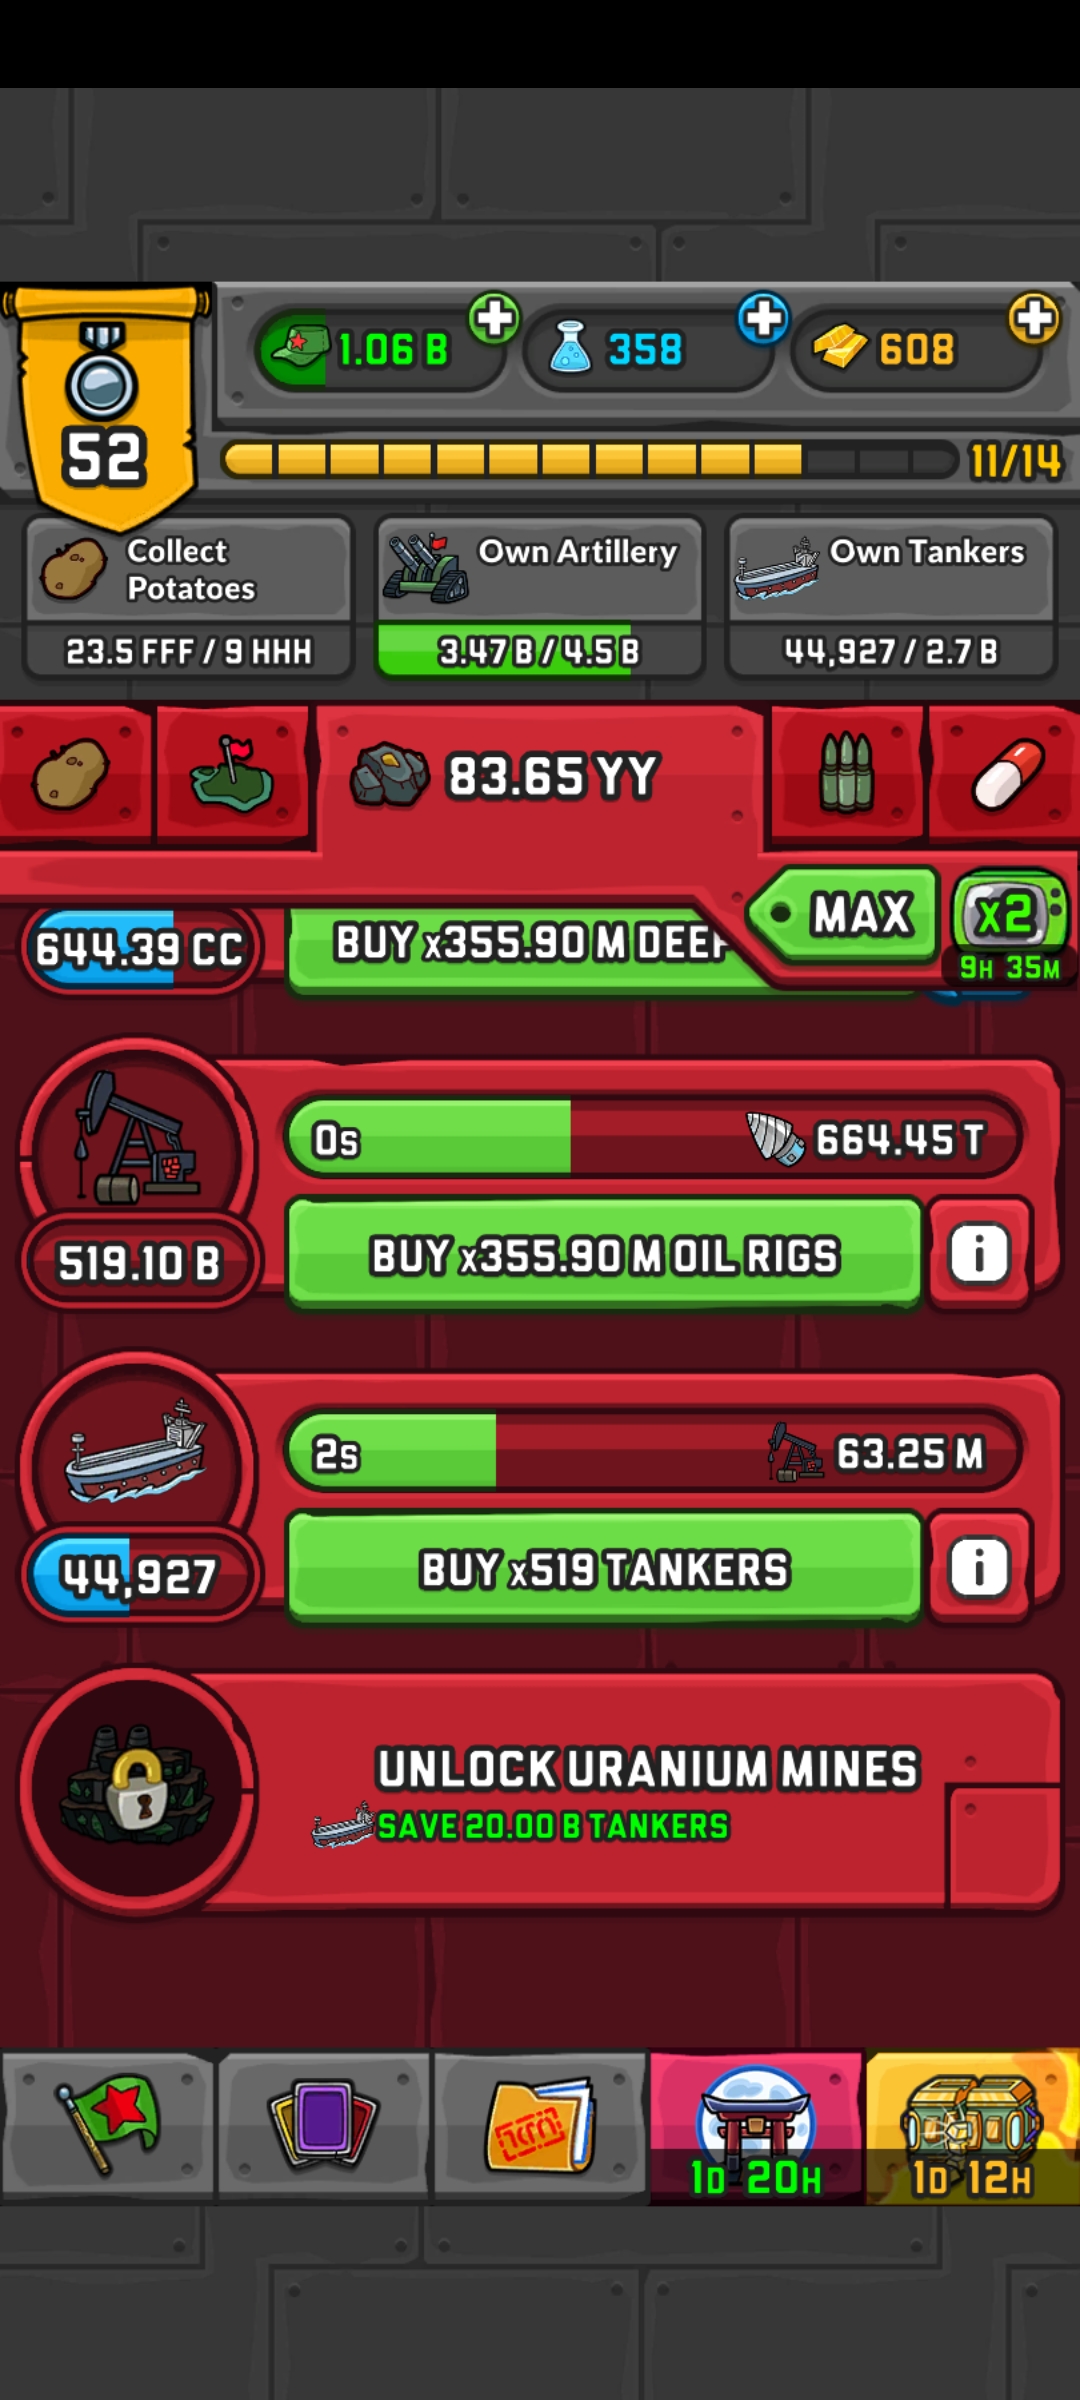 1.06 B
358
608
52
11/14
Collect
Potatoes
Own Artillery
Own Tankers
23.5 FFF / 9 HHH
3.47 B / 4.5 B
44,927 / 2.7 B
83.65 YY
644.39 CC
BUY x355.90 M
MAX
x2
9H 35M
0s
664.45 T
519.10 B
BUY x355.90 M OIL RIGS
i
2s
63.25 M
44,927
BUY x519 TANKERS
i
UNLOCK URANIUM MINES
SAVE 20.00 B TANKERS
1D 20H
1D 12H